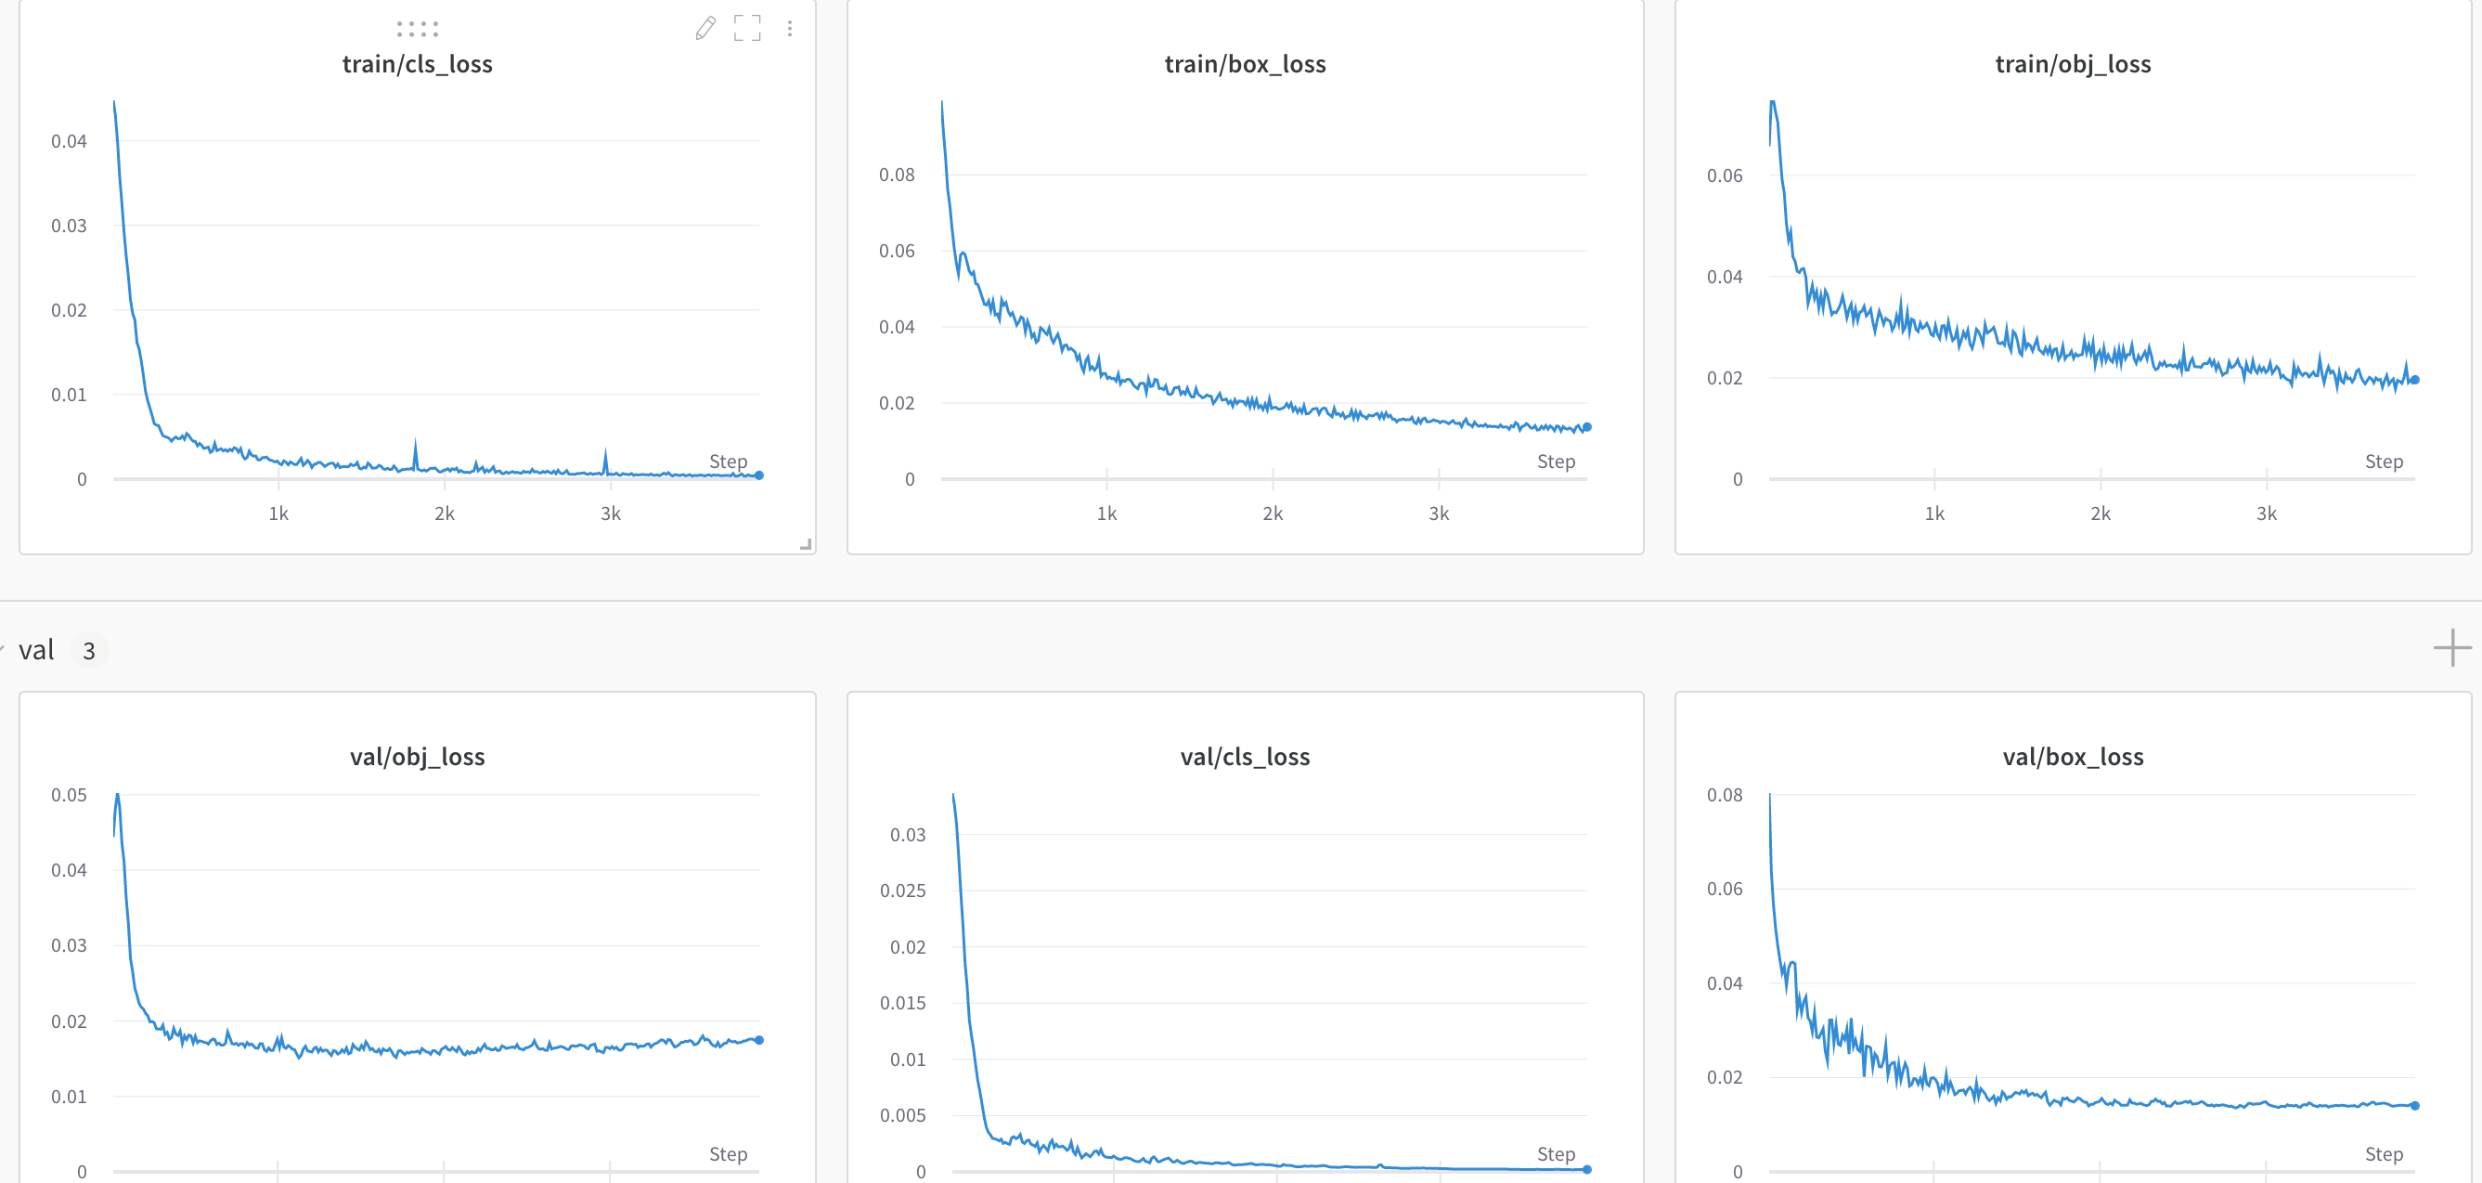 train/cls_loss
0.04
0.03
0.02
0.01
0
Step
1k 2k 3k
train/box_loss
0.08
0.06
0.04
0.02
0
Step
1k 2k 3k
train/obj_loss
0.06
0.04
0.02
0
Step
1k 2k 3k
val 3
val/obj_loss
0.05
0.04
0.03
0.02
0.01
0
Step
val/cls_loss
0.03
0.025
0.02
0.015
0.01
0.005
0
Step
val/box_loss
0.08
0.06
0.04
0.02
0
Step